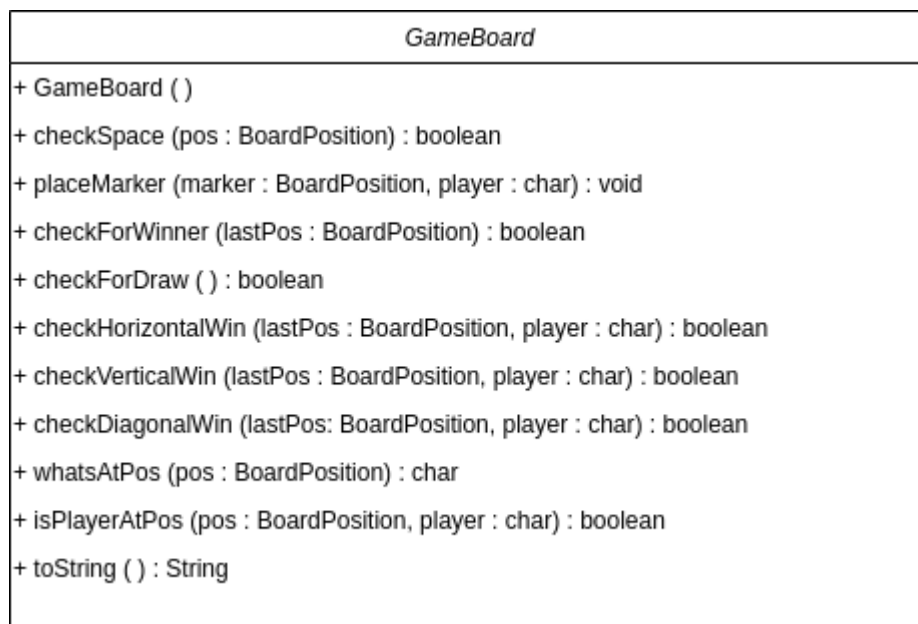 GameBoard
+ GameBoard ( )
+ checkSpace (pos : BoardPosition) : boolean
+ placeMarker (marker : BoardPosition, player : char) : void
+ checkForWinner (lastPos : BoardPosition) : boolean
+ checkForDraw ( ) : boolean
+ checkHorizontalWin (lastPos : BoardPosition, player : char) : boolean
+ checkVerticalWin (lastPos : BoardPosition, player : char) : boolean
+ checkDiagonalWin (lastPos: BoardPosition, player : char) : boolean
+ whatsAtPos (pos : BoardPosition) : char
+ isPlayerAtPos (pos : BoardPosition, player : char) : boolean
+ toString ( ) : String